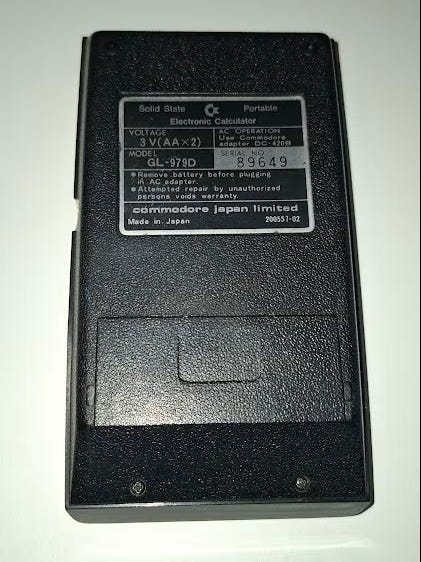 Solid State Portable
Electronic Calculator
VOLTAGE
3V(AA×2)
AC OPERATION
Use Commodore
adapter DC-420B
MODEL
GL-979D
SERIAL NO.
89649
●Remove battery before plugging
in AC adapter.
●Attempted repair by unauthorized
persons voids warranty.
commodore japan limited
Made in Japan 200557-02